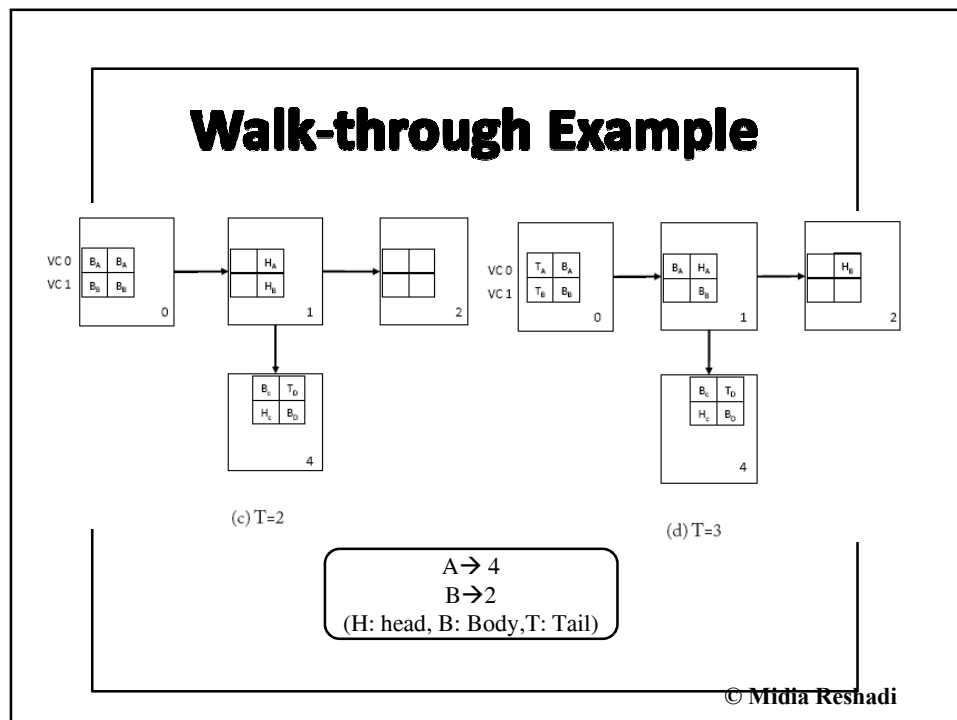 Walk-through Example
VC 0
VC 1
B_A B_A
B_B B_B
0
H_A
H_B
1
2
B_c T_D
H_c B_D
4
(c) T=2
VC 0
VC 1
T_A B_A
T_B B_B
0
B_A H_A
B_B
1
H_B
2
B_c T_D
H_c B_D
4
(d) T=3
A→ 4
B→2
(H: head, B: Body,T: Tail)
© Midia Reshadi